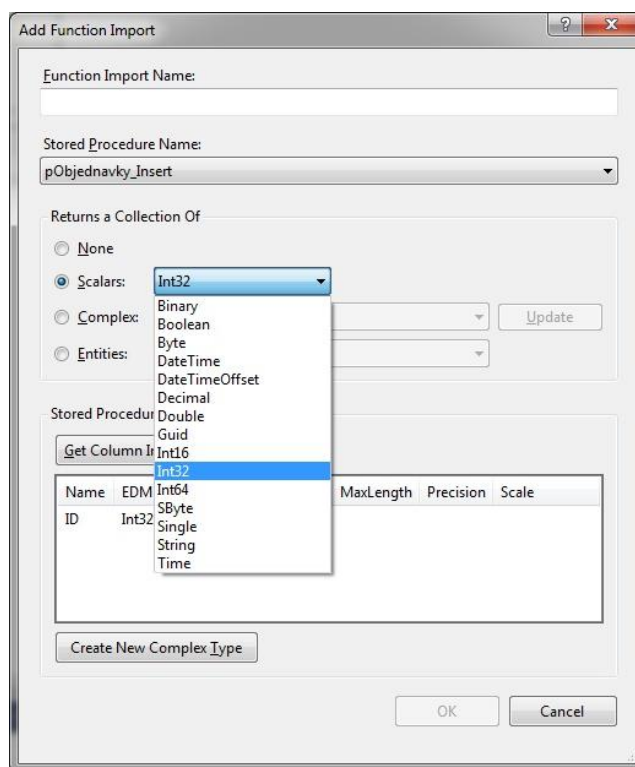 Add Function Import
Function Import Name:
Stored Procedure Name:
pObjednavky_Insert
Returns a Collection Of
None
Scalars: Int32
Binary
Boolean
Byte
DateTime
DateTimeOffset
Decimal
Double
Guid
Int16
Int32
Int64
SByte
Single
String
Time
Complex: Update
Entities:
Stored Procedur
Get Column In
Name EDM MaxLength Precision Scale
ID Int32
Create New Complex Type
OK Cancel